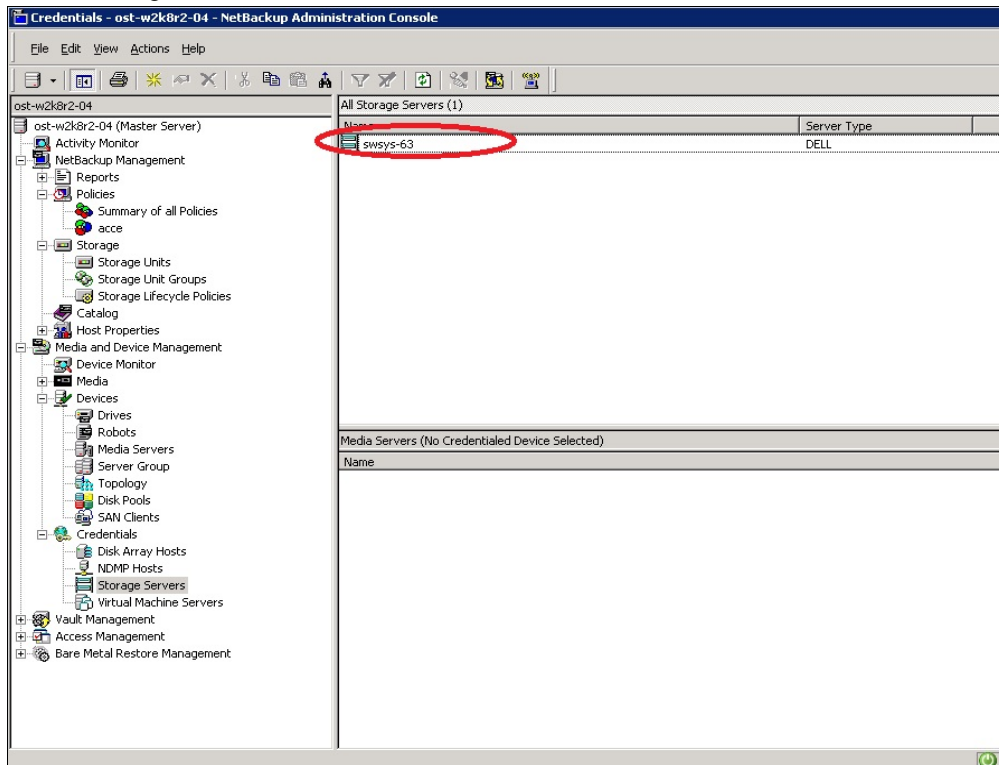 Credentials - ost-w2k8r2-04 - NetBackup Administration Console
File Edit View Actions Help
ost-w2k8r2-04
ost-w2k8r2-04 (Master Server)
Activity Monitor
NetBackup Management
Reports
Policies
Summary of all Policies
acce
Storage
Storage Units
Storage Unit Groups
Storage Lifecycle Policies
Catalog
Host Properties
Media and Device Management
Device Monitor
Media
Devices
Drives
Robots
Media Servers
Server Group
Topology
Disk Pools
SAN Clients
Credentials
Disk Array Hosts
NDMP Hosts
Storage Servers
Virtual Machine Servers
Vault Management
Access Management
Bare Metal Restore Management
All Storage Servers (1)
Name Server Type
swsys-63 DELL
Media Servers (No Credentialed Device Selected)
Name